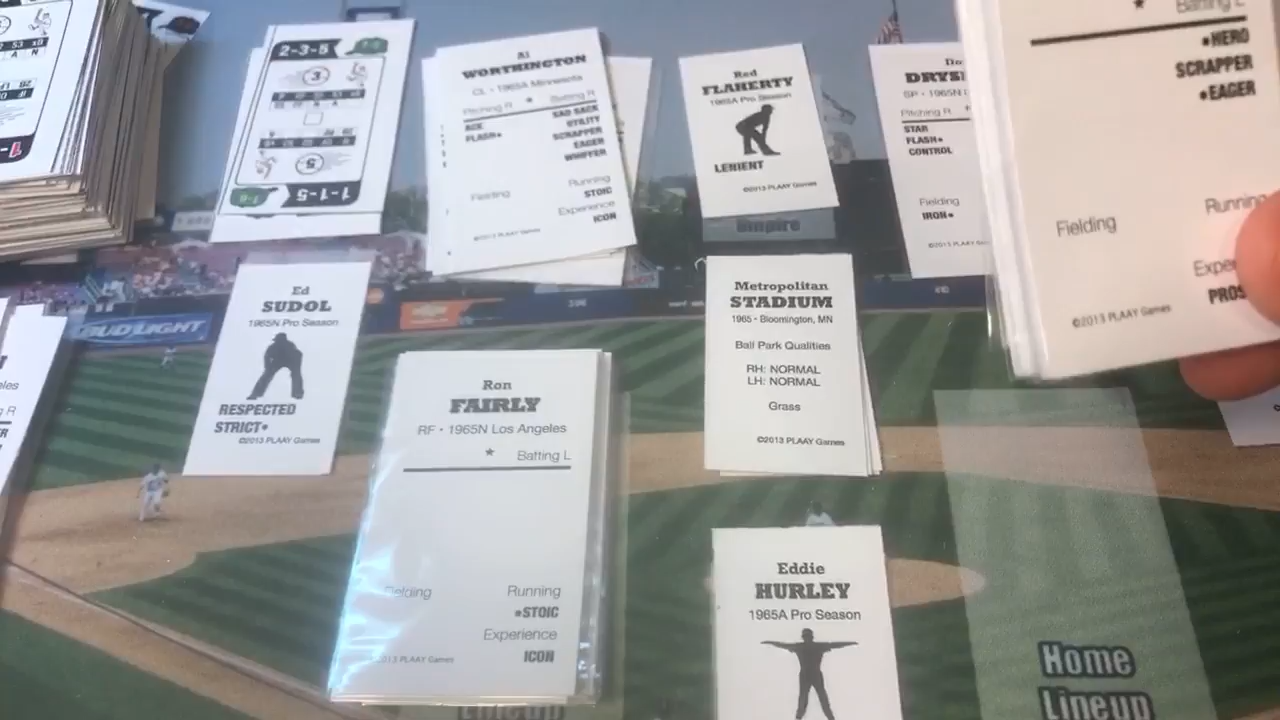 2-3-5
3
5
1-1-5
Al
WORTHINGTON
CL • 1965A Minnesota
Pitching R ★ Batting R
ACE
FLASH•
SAD SACK
UTILITY
SCRAPPER
EAGER
WHIFFER
Fielding
Running
STOIC
Experience
ICON
©2013 PLAAY Games
Red
FLAHERTY
1965A Pro Season
LENIENT
©2013 PLAAY Games
Umpire
SP • 1965N
Pitching R
STAR
FLASH•
CONTROL
Fielding
IRON•
©2013 PLAAY
★ Batting L
•HERO
SCRAPPER
•EAGER
Fielding
Running
©2013 PLAAY Games
BUD LIGHT
Ed
SUDOL
1965N Pro Season
RESPECTED
STRICT•
©2013 PLAAY Games
Ron
FAIRLY
RF • 1965N Los Angeles
★ Batting L
Fielding
Running
•STOIC
Experience
ICON
2013 PLAAY Games
Lineup
Metropolitan
STADIUM
1965 • Bloomington, MN
Ball Park Qualities
RH: NORMAL
LH: NORMAL
Grass
©2013 PLAAY Games
Eddie
HURLEY
1965A Pro Season
Home
Lineup